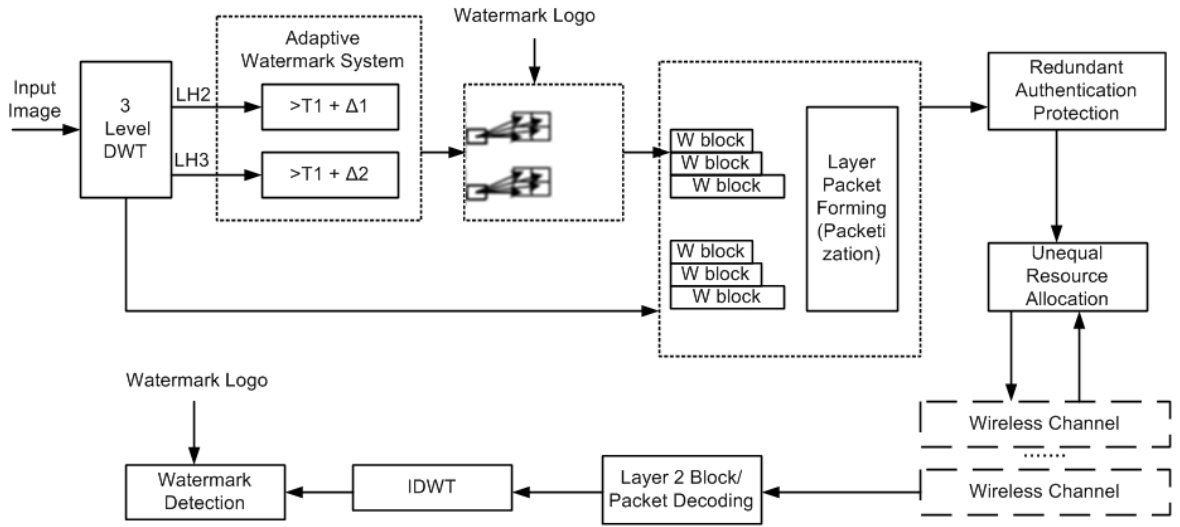 Watermark Logo
Adaptive
Watermark System
Input
Image
3
Level
DWT
LH2
>T1 + Δ1
LH3
>T1 + Δ2
W block
W block
W block
W block
W block
W block
Layer
Packet
Forming
(Packeti
zation)
Redundant
Authentication
Protection
Unequal
Resource
Allocation
Wireless Channel
........
Wireless Channel
Layer 2 Block/
Packet Decoding
IDWT
Watermark Logo
Watermark
Detection